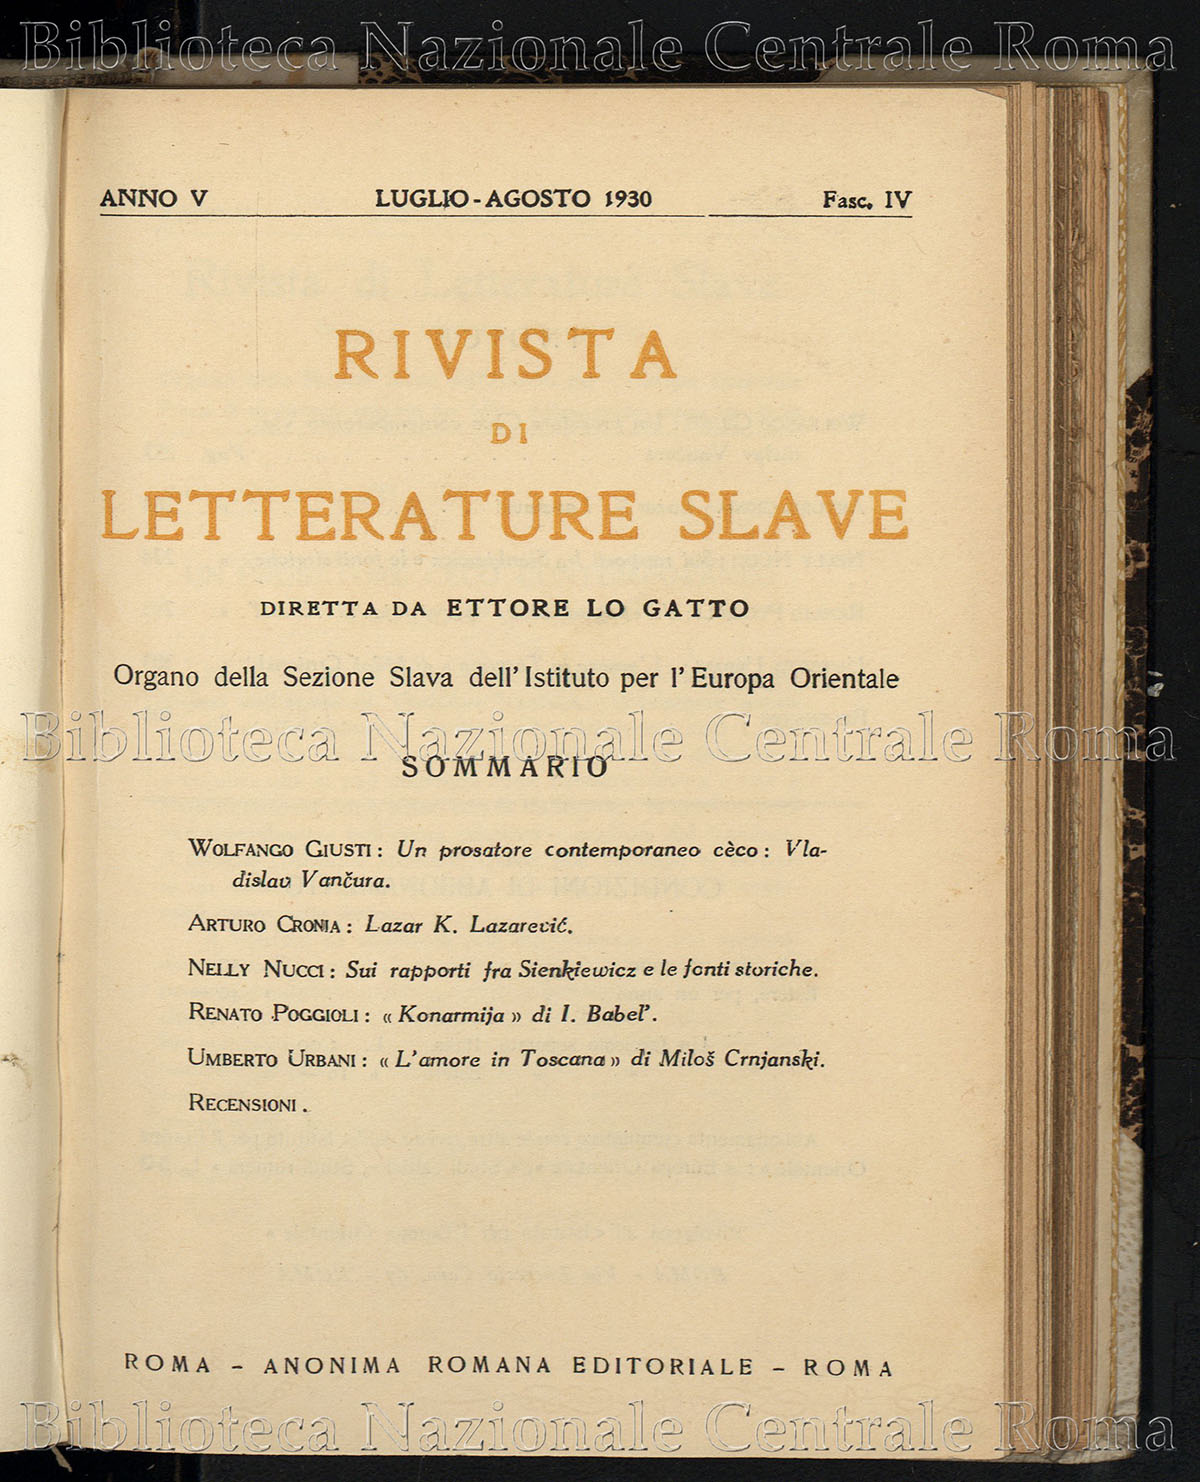 Biblioteca Nazionale Centrale Roma
ANNO V LUGLIO-AGOSTO 1930 Fasc. IV
RIVISTA
DI
LETTERATURE SLAVE
DIRETTA DA ETTORE LO GATTO
Organo della Sezione Slava dell'Istituto per l'Europa Orientale
Biblioteca Nazionale Centrale Roma
SOMMARIO
WOLFANGO GIUSTI: Un prosatore contemporaneo cèco: Vla-
dislav Vančura.
ARTURO CRONIA: Lazar K. Lazarević.
NELLY NUCCI: Sui rapporti fra Sienkiewicz e le fonti storiche.
RENATO POGGIOLI: « Konarmija » di I. Babel'.
UMBERTO URBANI: « L'amore in Toscana » di Miloš Crnjanski.
RECENSIONI.
ROMA - ANONIMA ROMANA EDITORIALE - ROMA
Biblioteca Nazionale Centrale Roma